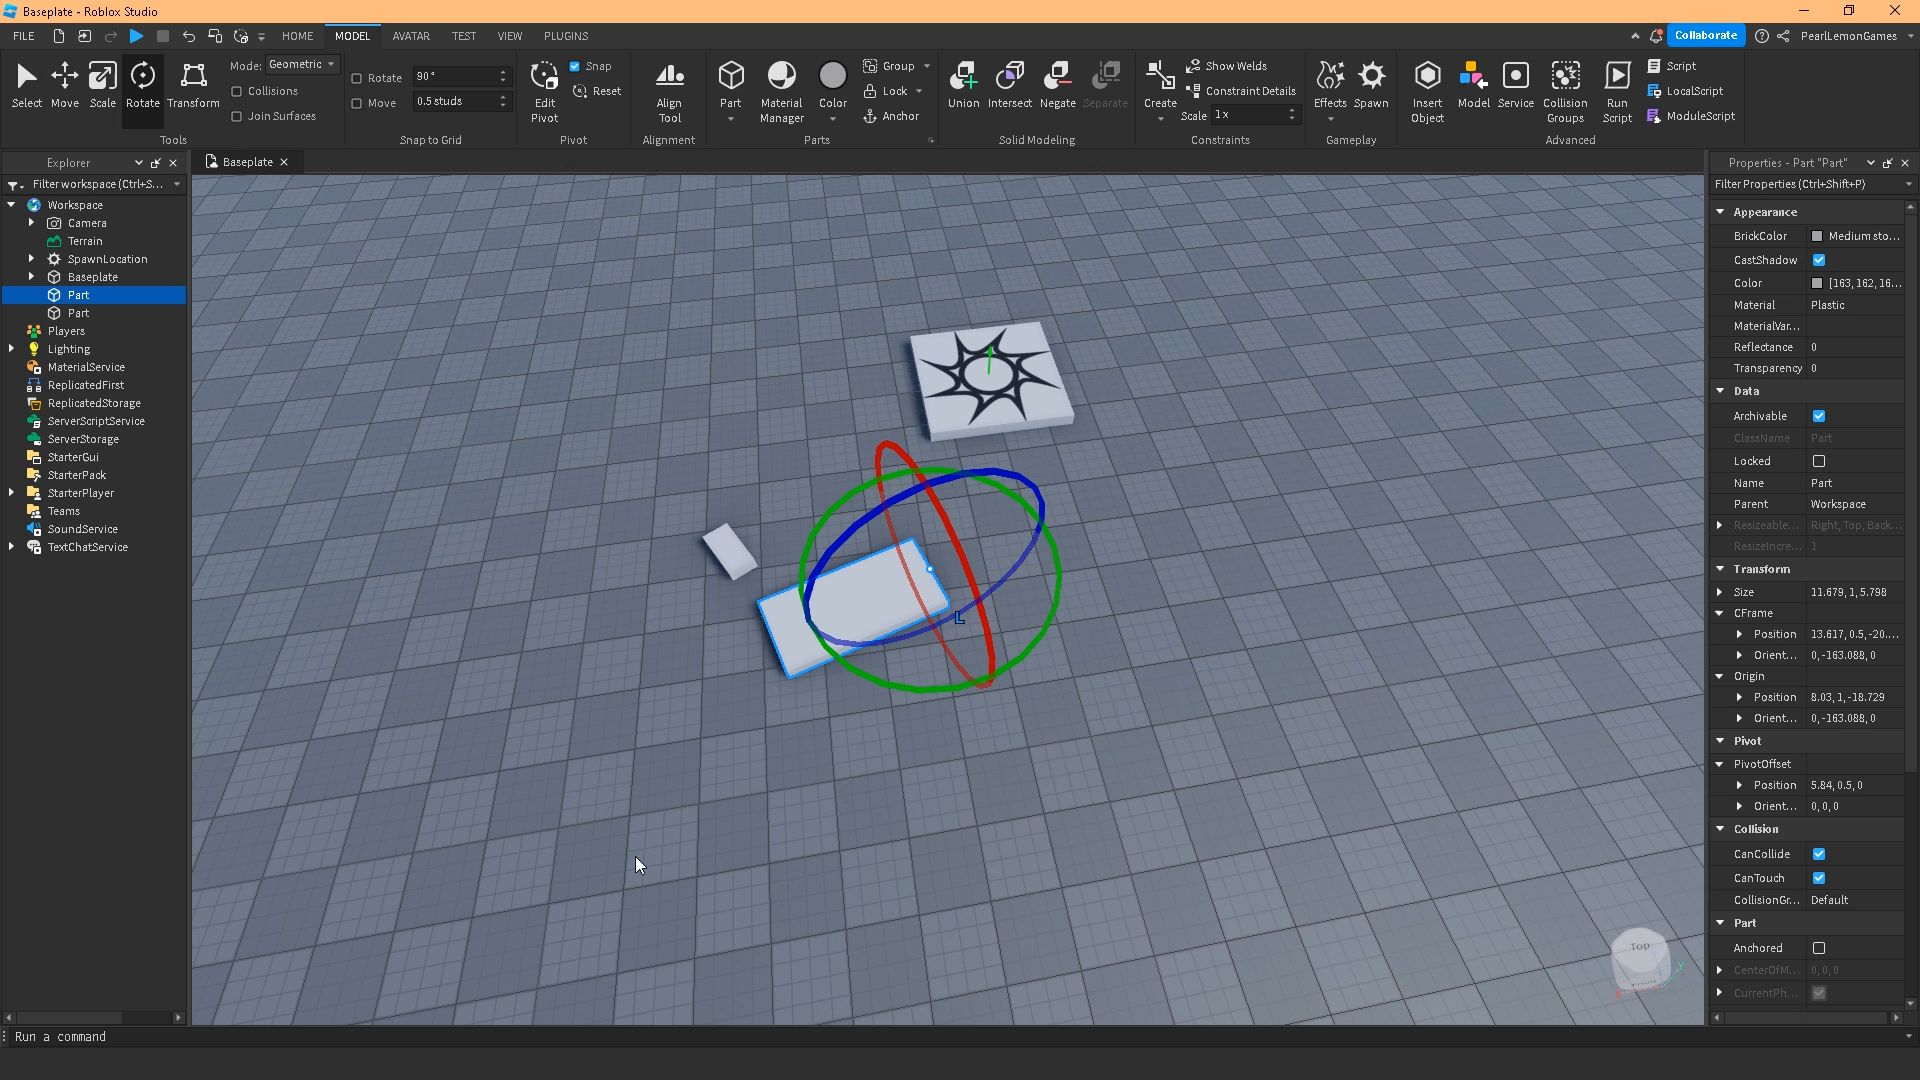 Baseplate - Roblox Studio
FILE HOME MODEL AVATAR TEST VIEW PLUGINS Collaborate PearlLemonGames
Select Move Scale Rotate Transform
Mode: Geometric
Collisions
Join Surfaces
Tools
Rotate 90°
Move 0.5 studs
Snap to Grid
Edit Pivot
Snap
Reset
Pivot
Align Tool
Alignment
Part Material Manager Color
Group
Lock
Anchor
Parts
Union Intersect Negate Separate
Solid Modeling
Create
Show Welds
Constraint Details
Scale 1x
Constraints
Effects Spawn
Gameplay
Insert Object Model Service Collision Groups Run Script
Script
LocalScript
ModuleScript
Advanced
Explorer
Filter workspace (Ctrl+S...
Workspace
Camera
Terrain
SpawnLocation
Baseplate
Part
Part
Players
Lighting
MaterialService
ReplicatedFirst
ReplicatedStorage
ServerScriptService
ServerStorage
StarterGui
StarterPack
StarterPlayer
Teams
SoundService
TextChatService
Baseplate
L
Top
Properties - Part "Part"
Filter Properties (Ctrl+Shift+P)
Appearance
BrickColor Medium sto...
CastShadow
Color [163, 162, 16...
Material Plastic
MaterialVar...
Reflectance 0
Transparency 0
Data
Archivable
ClassName Part
Locked
Name Part
Parent Workspace
Resizeable... Right, Top, Back...
ResizeIncre... 1
Transform
Size 11.679, 1, 5.798
CFrame
Position 13.617, 0.5, -20....
Orient... 0, -163.088, 0
Origin
Position 8.03, 1, -18.729
Orient... 0, -163.088, 0
Pivot
PivotOffset
Position 5.84, 0.5, 0
Orient... 0, 0, 0
Collision
CanCollide
CanTouch
CollisionGr... Default
Part
Anchored
CenterOfM... 0, 0, 0
CurrentPh...
Run a command